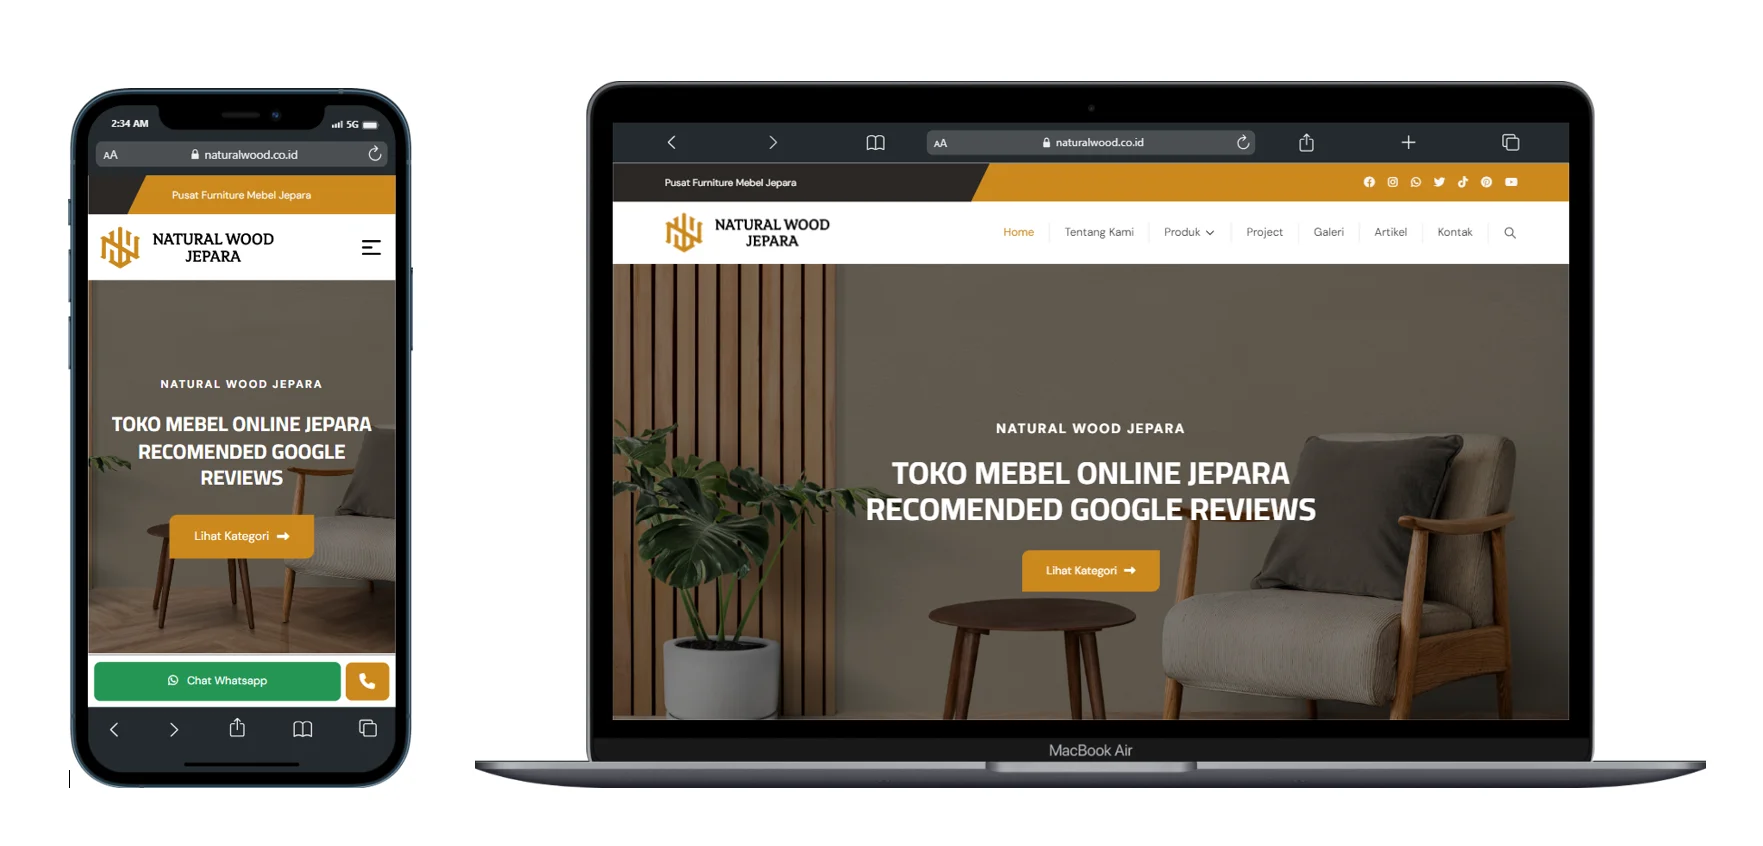 2:34 AM
5G
AA
naturalwood.co.id
Pusat Furniture Mebel Jepara
NATURAL WOOD
JEPARA
NATURAL WOOD JEPARA
TOKO MEBEL ONLINE JEPARA
RECOMENDED GOOGLE
REVIEWS
Lihat Kategori
Chat Whatsapp
AA
naturalwood.co.id
Pusat Furniture Mebel Jepara
NATURAL WOOD
JEPARA
Home Tentang Kami Produk Project Galeri Artikel Kontak
NATURAL WOOD JEPARA
TOKO MEBEL ONLINE JEPARA
RECOMENDED GOOGLE REVIEWS
Lihat Kategori
MacBook Air